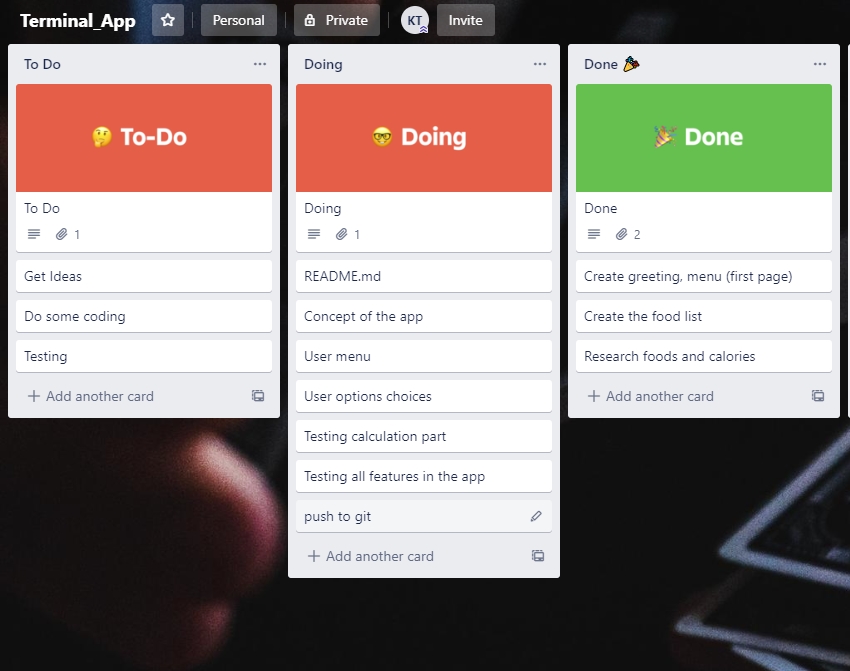 Terminal_App Personal Private KT Invite
To Do
To-Do
To Do
1
Get Ideas
Do some coding
Testing
Add another card
Doing
Doing
Doing
1
README.md
Concept of the app
User menu
User options choices
Testing calculation part
Testing all features in the app
push to git
Add another card
Done
Done
Done
2
Create greeting, menu (first page)
Create the food list
Research foods and calories
Add another card